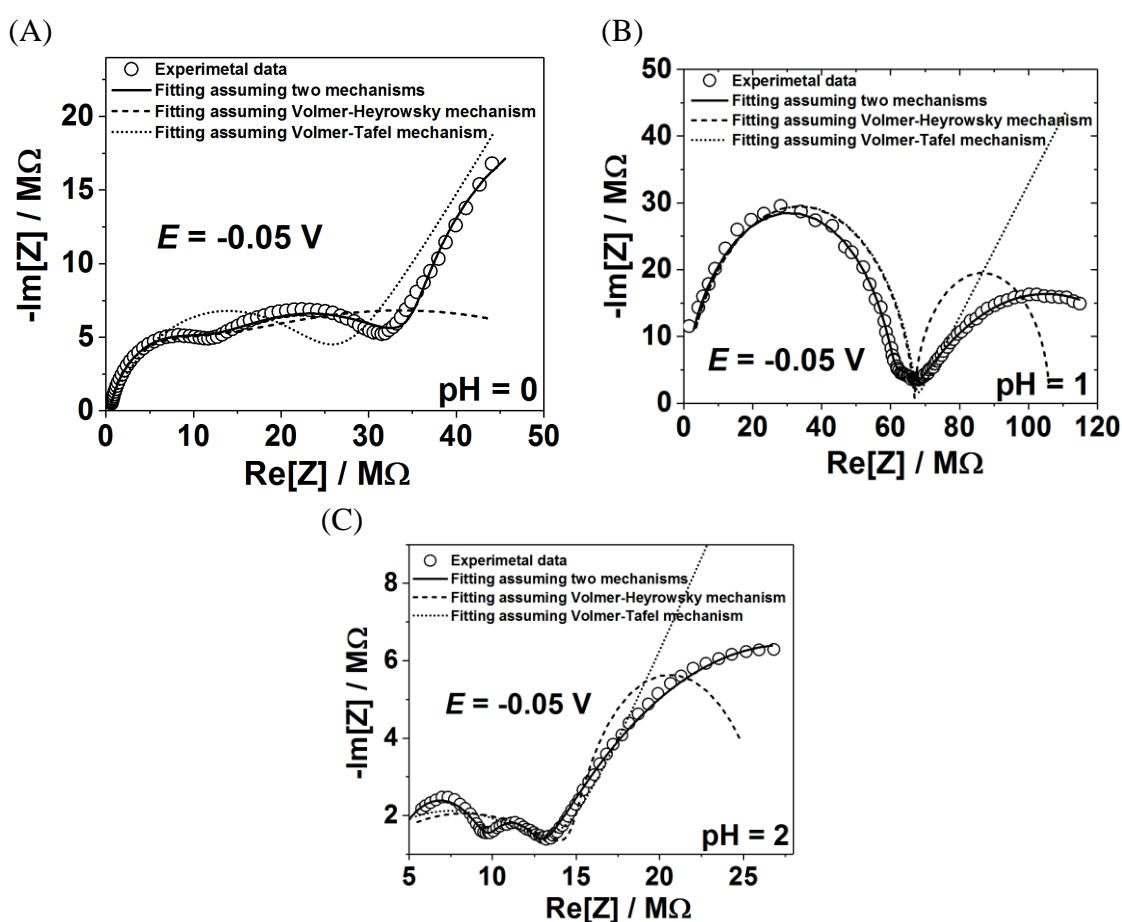 (A)
Experimetal data
Fitting assuming two mechanisms
Fitting assuming Volmer-Heyrowsky mechanism
Fitting assuming Volmer-Tafel mechanism
20
15
10
5
0
-Im[Z] / MΩ
E = -0.05 V
pH = 0
0 10 20 30 40 50
Re[Z] / MΩ
(B)
Experimetal data
Fitting assuming two mechanisms
Fitting assuming Volmer-Heyrowsky mechanism
Fitting assuming Volmer-Tafel mechanism
50
40
30
20
10
0
-Im[Z] / MΩ
E = -0.05 V
pH = 1
0 20 40 60 80 100 120
Re[Z] / MΩ
(C)
Experimetal data
Fitting assuming two mechanisms
Fitting assuming Volmer-Heyrowsky mechanism
Fitting assuming Volmer-Tafel mechanism
8
6
4
2
-Im[Z] / MΩ
E = -0.05 V
pH = 2
5 10 15 20 25
Re[Z] / MΩ